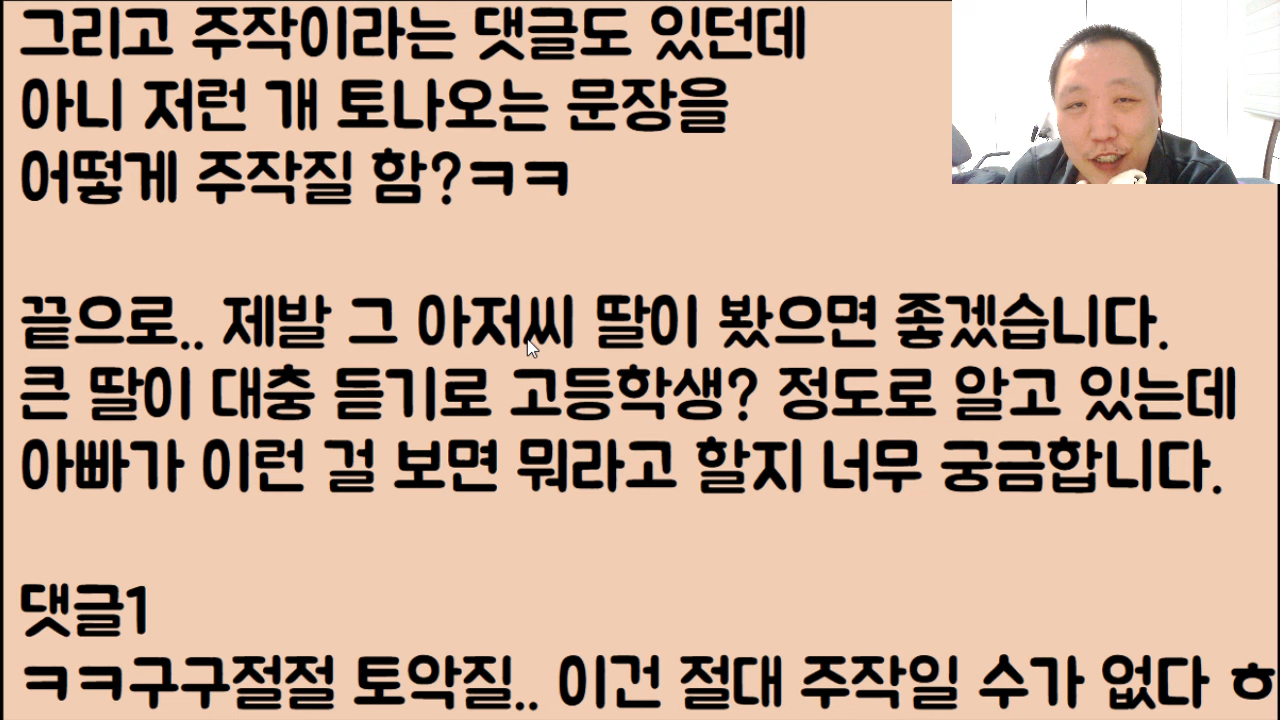 그리고 주작이라는 댓글도 있던데
아니 저런 개 토나오는 문장을
어떻게 주작질 함?ㅋㅋ
끝으로.. 제발 그 아저씨 딸이 봤으면 좋겠습니다.
큰 딸이 대충 듣기로 고등학생? 정도로 알고 있는데
아빠가 이런 걸 보면 뭐라고 할지 너무 궁금합니다.
댓글1
ㅋㅋ구구절절 토악질.. 이건 절대 주작일 수가 없다 ㅎ